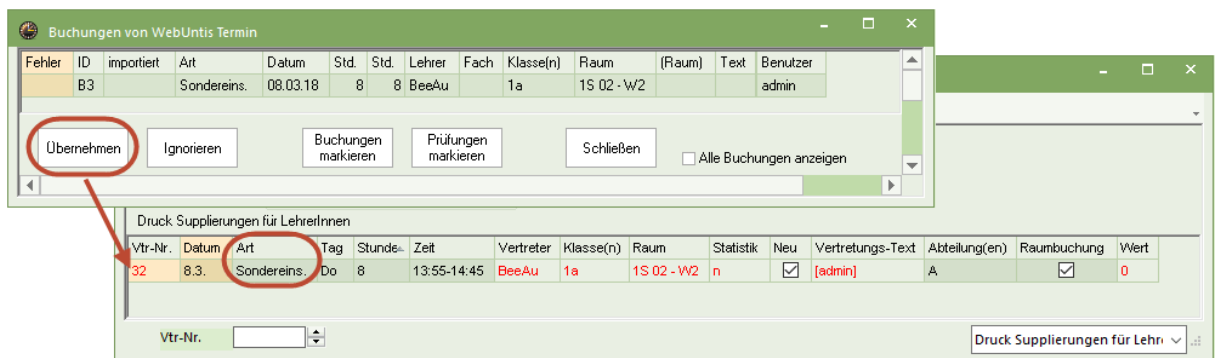 Buchungen von WebUntis Termin
Fehler ID importiert Art Datum Std. Std. Lehrer Fach Klasse(n) Raum (Raum) Text Benutzer
B3 Sondereins. 08.03.18 8 8 BeeAu 1a 1S 02 - W2 admin
Übernehmen Ignorieren Buchungen markieren Prüfungen markieren Schließen Alle Buchungen anzeigen
Druck Supplierungen für LehrerInnen
Vtr-Nr. Datum Art Tag Stunde Zeit Vertreter Klasse(n) Raum Statistik Neu Vertretungs-Text Abteilung(en) Raumbuchung Wert
32 8.3. Sondereins. Do 8 13:55-14:45 BeeAu 1a 1S 02 - W2 n [admin] A 0
Vtr-Nr. Druck Supplierungen für Lehr